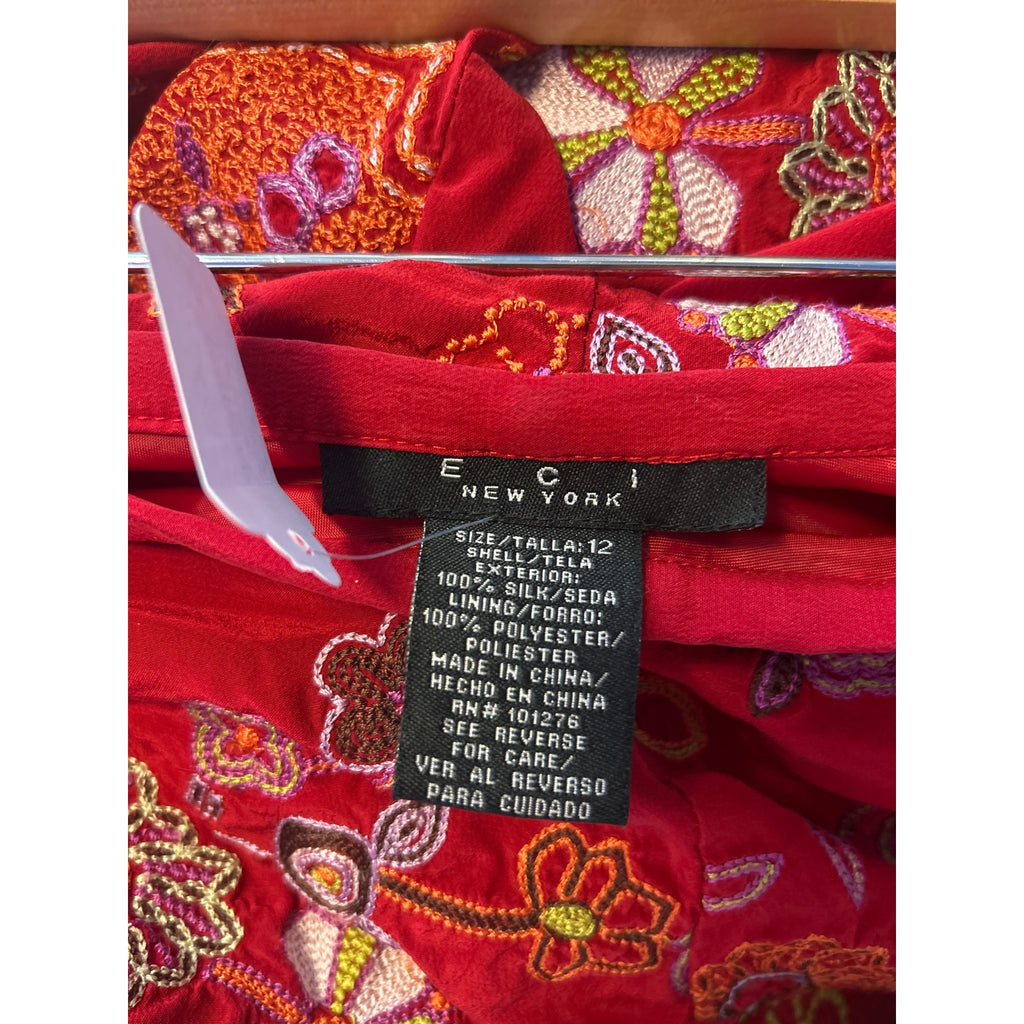 E C I
NEW YORK
SIZE/TALLA: 12
SHELL/TELA
EXTERIOR:
100% SILK/SEDA
LINING/FORRO:
100% POLYESTER/
POLIESTER
MADE IN CHINA/
HECHO EN CHINA
RN# 101276
SEE REVERSE
FOR CARE/
VER AL REVERSO
PARA CUIDADO